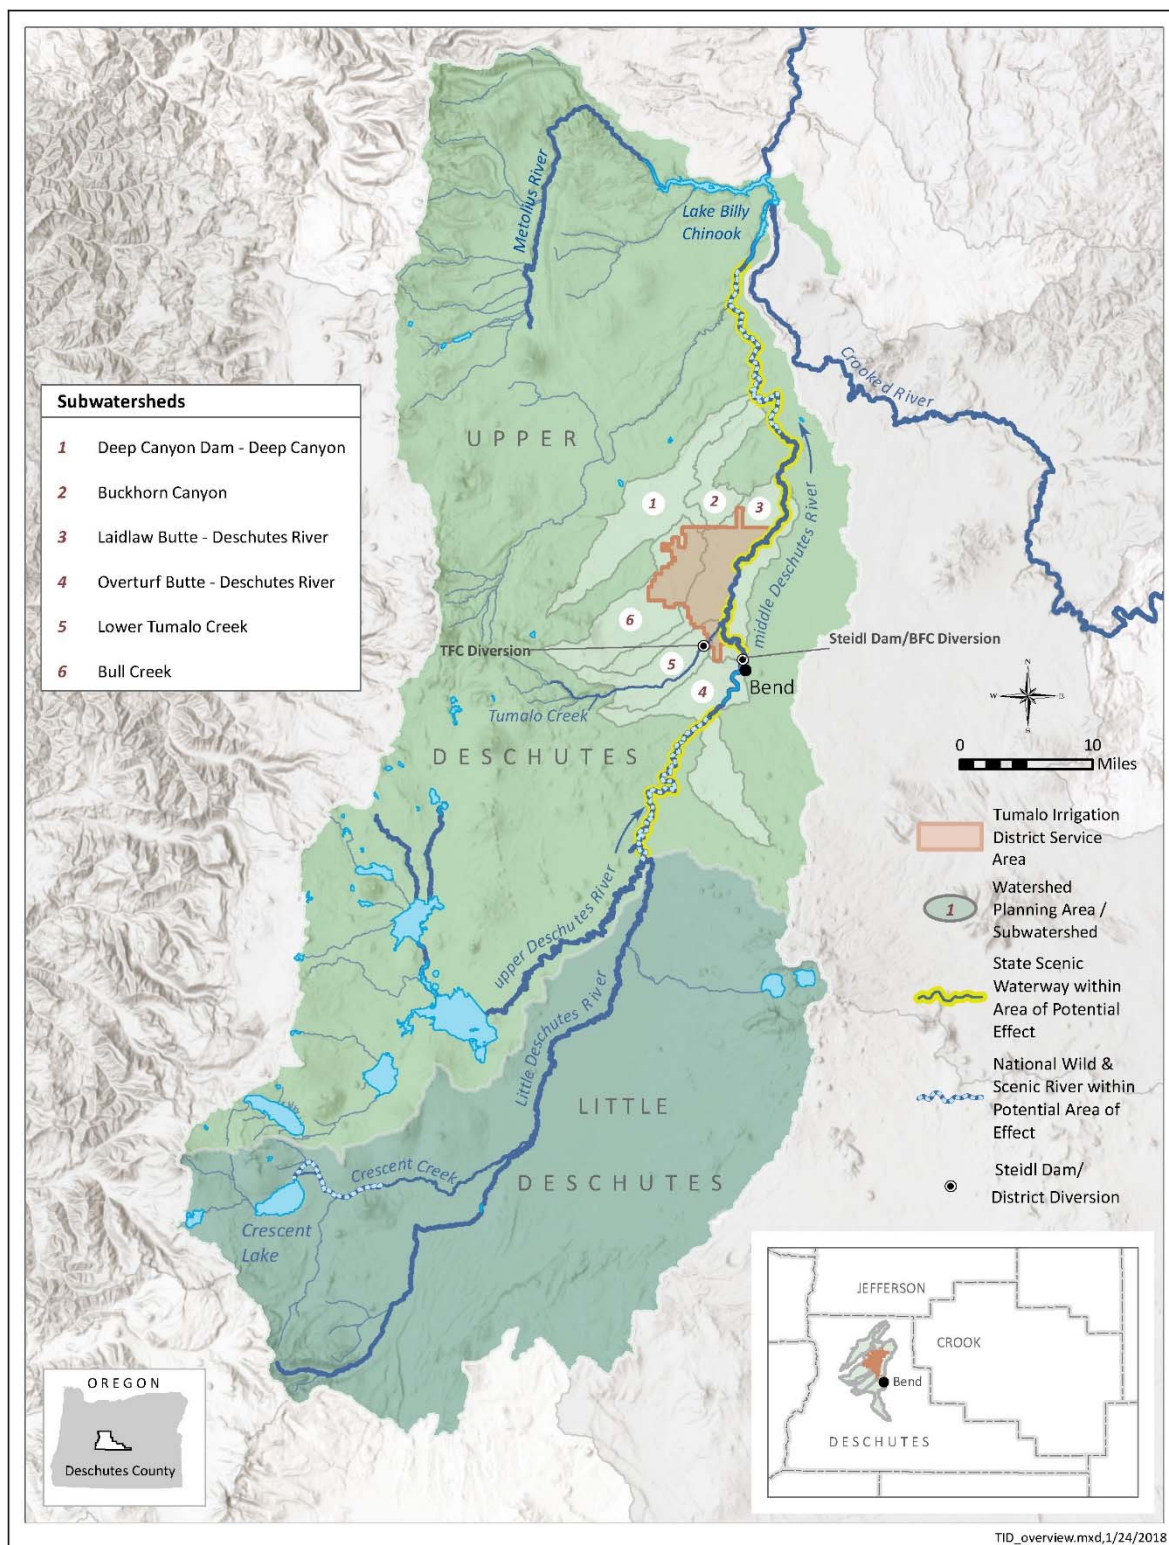 Metolius River
Lake Billy
Chinook
Crooked River
Subwatersheds
1 Deep Canyon Dam - Deep Canyon
2 Buckhorn Canyon
3 Laidlaw Butte - Deschutes River
4 Overturf Butte - Deschutes River
5 Lower Tumalo Creek
6 Bull Creek
UPPER
1
2
3
middle Deschutes River
6
TFC Diversion
Steidl Dam/BFC Diversion
5
4
Bend
Tumalo Creek
DESCHUTES
upper Deschutes River
Little Deschutes River
LITTLE
DESCHUTES
Crescent Creek
Crescent
Lake
N
W E
S
0 10
Miles
Tumalo Irrigation
District Service
Area
1
Watershed
Planning Area /
Subwatershed
State Scenic
Waterway within
Area of Potential
Effect
National Wild &
Scenic River within
Potential Area of
Effect
Steidl Dam/
District Diversion
OREGON
Deschutes County
JEFFERSON
CROOK
Bend
DESCHUTES
TID_overview.mxd,1/24/2018